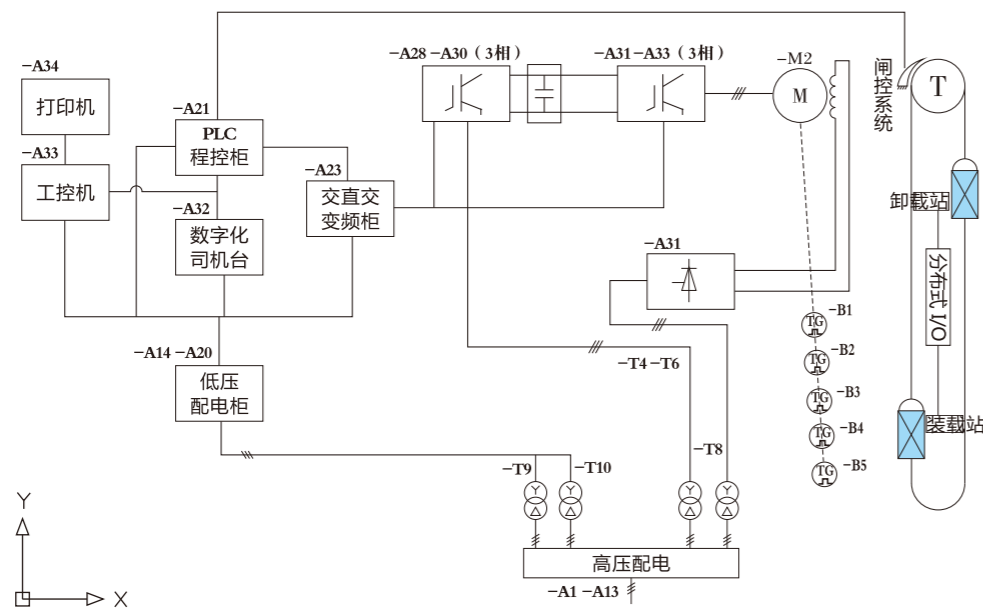 -A28 -A30（3相）
-A31 -A33（3相）
-M2
M
闸控系统
T
-A34
打印机
-A21
PLC
程控柜
-A33
工控机
-A23
交直交
变频柜
-A32
数字化
司机台
卸载站
-A31
分布式 I/O
TG
-B1
TG
-B2
TG
-B3
TG
-B4
TG
-B5
-A14 -A20
低压
配电柜
-T4 -T6
装载站
-T8
-T9
-T10
Y
Y
Y
Y
高压配电
-A1 -A13
Y
X